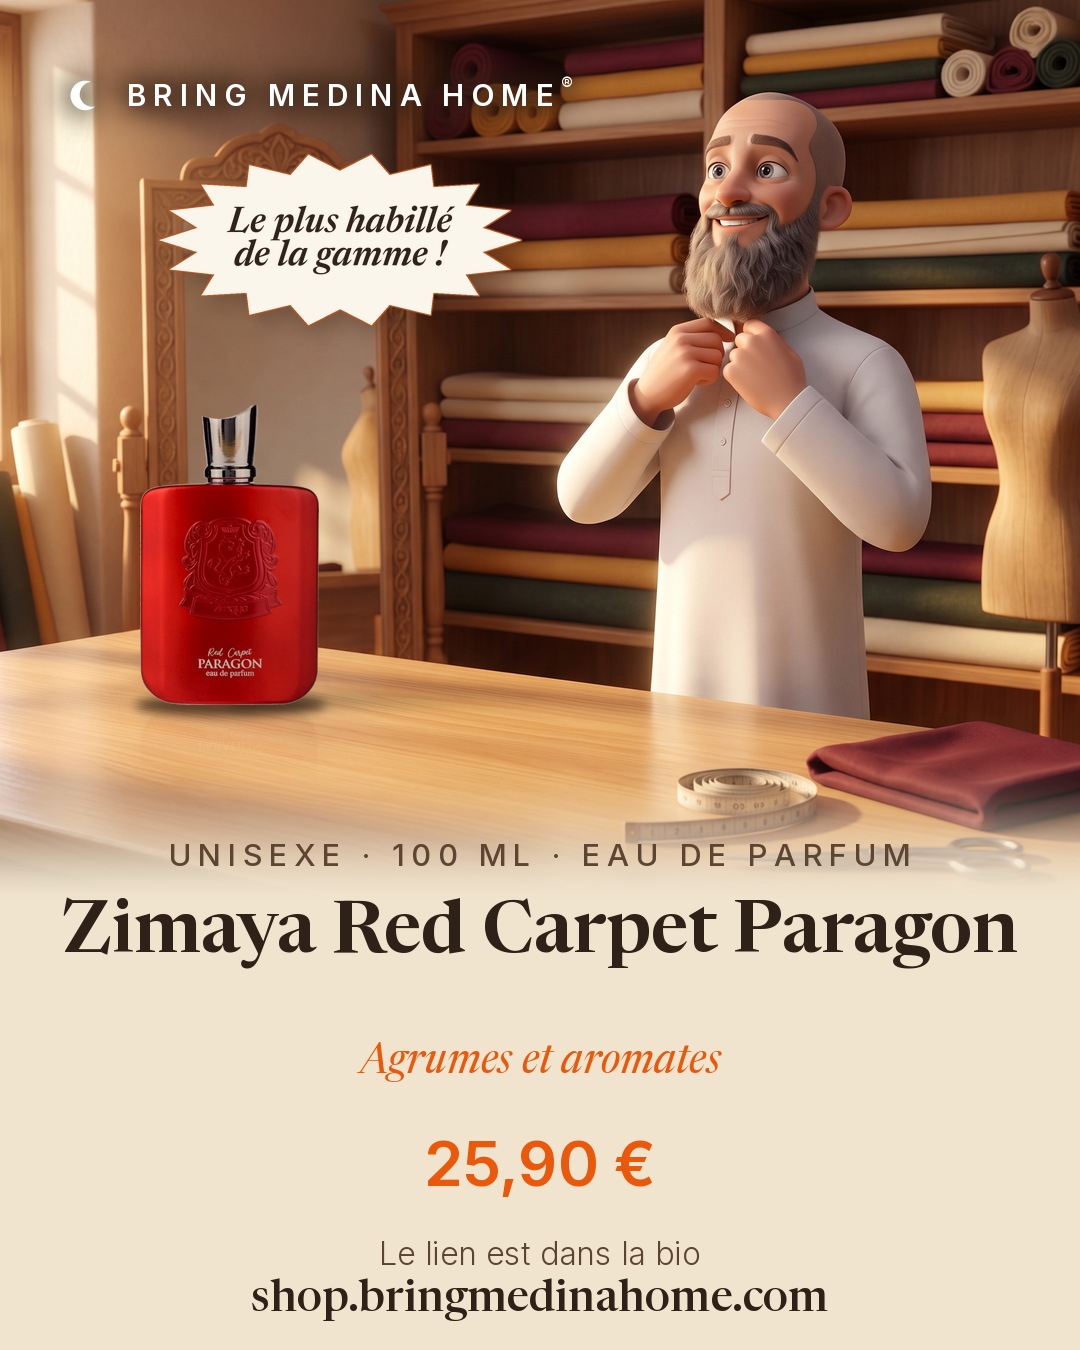 BRING MEDINA HOME®
Le plus habillé
de la gamme !
Red Carpet
PARAGON
eau de parfum
UNISEXE · 100 ML · EAU DE PARFUM
Zimaya Red Carpet Paragon
Agrumes et aromates
25,90 €
Le lien est dans la bio
shop.bringmedinahome.com